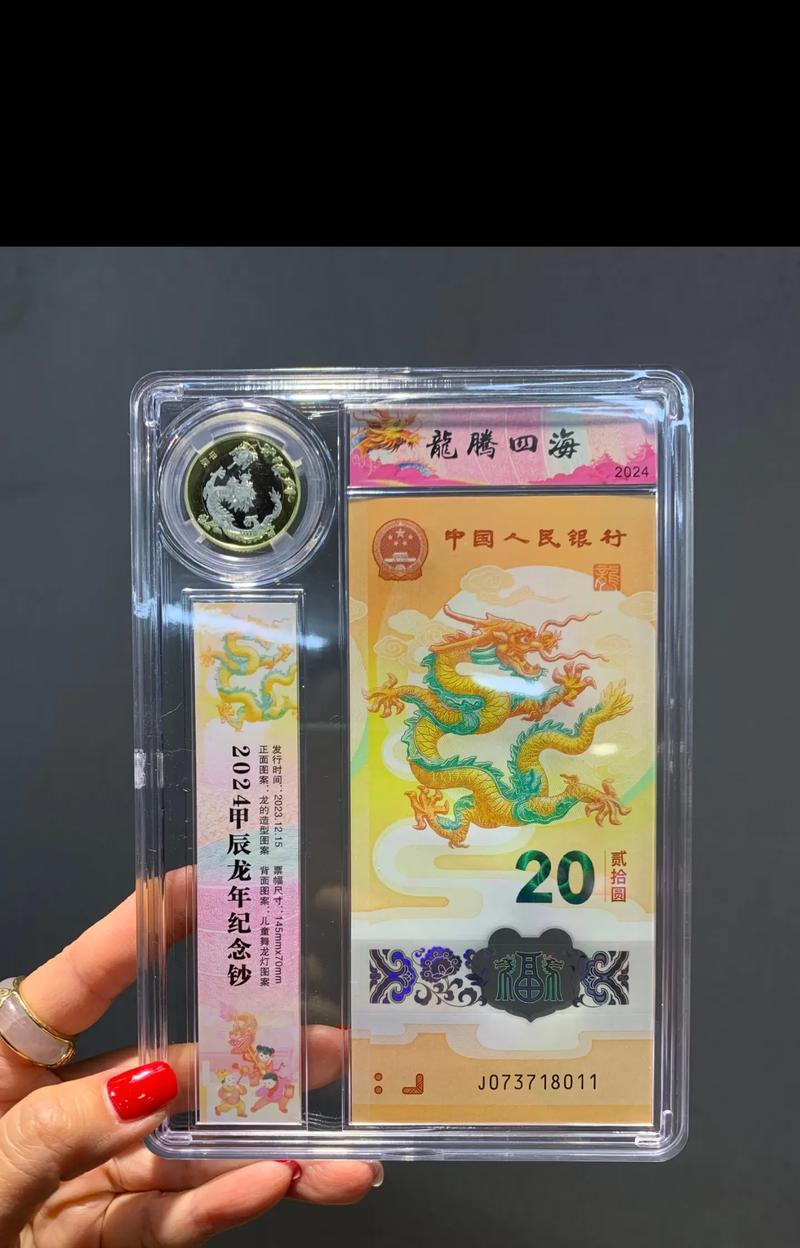 龍腾四海
2024
中国人民银行
20
贰拾圆
福
J073718011
2024甲辰龙年纪念钞
发行时间：2023.12.15 票幅尺寸：145mmx70mm
正面图案：龙的造型图案 背面图案：儿童舞龙灯图案